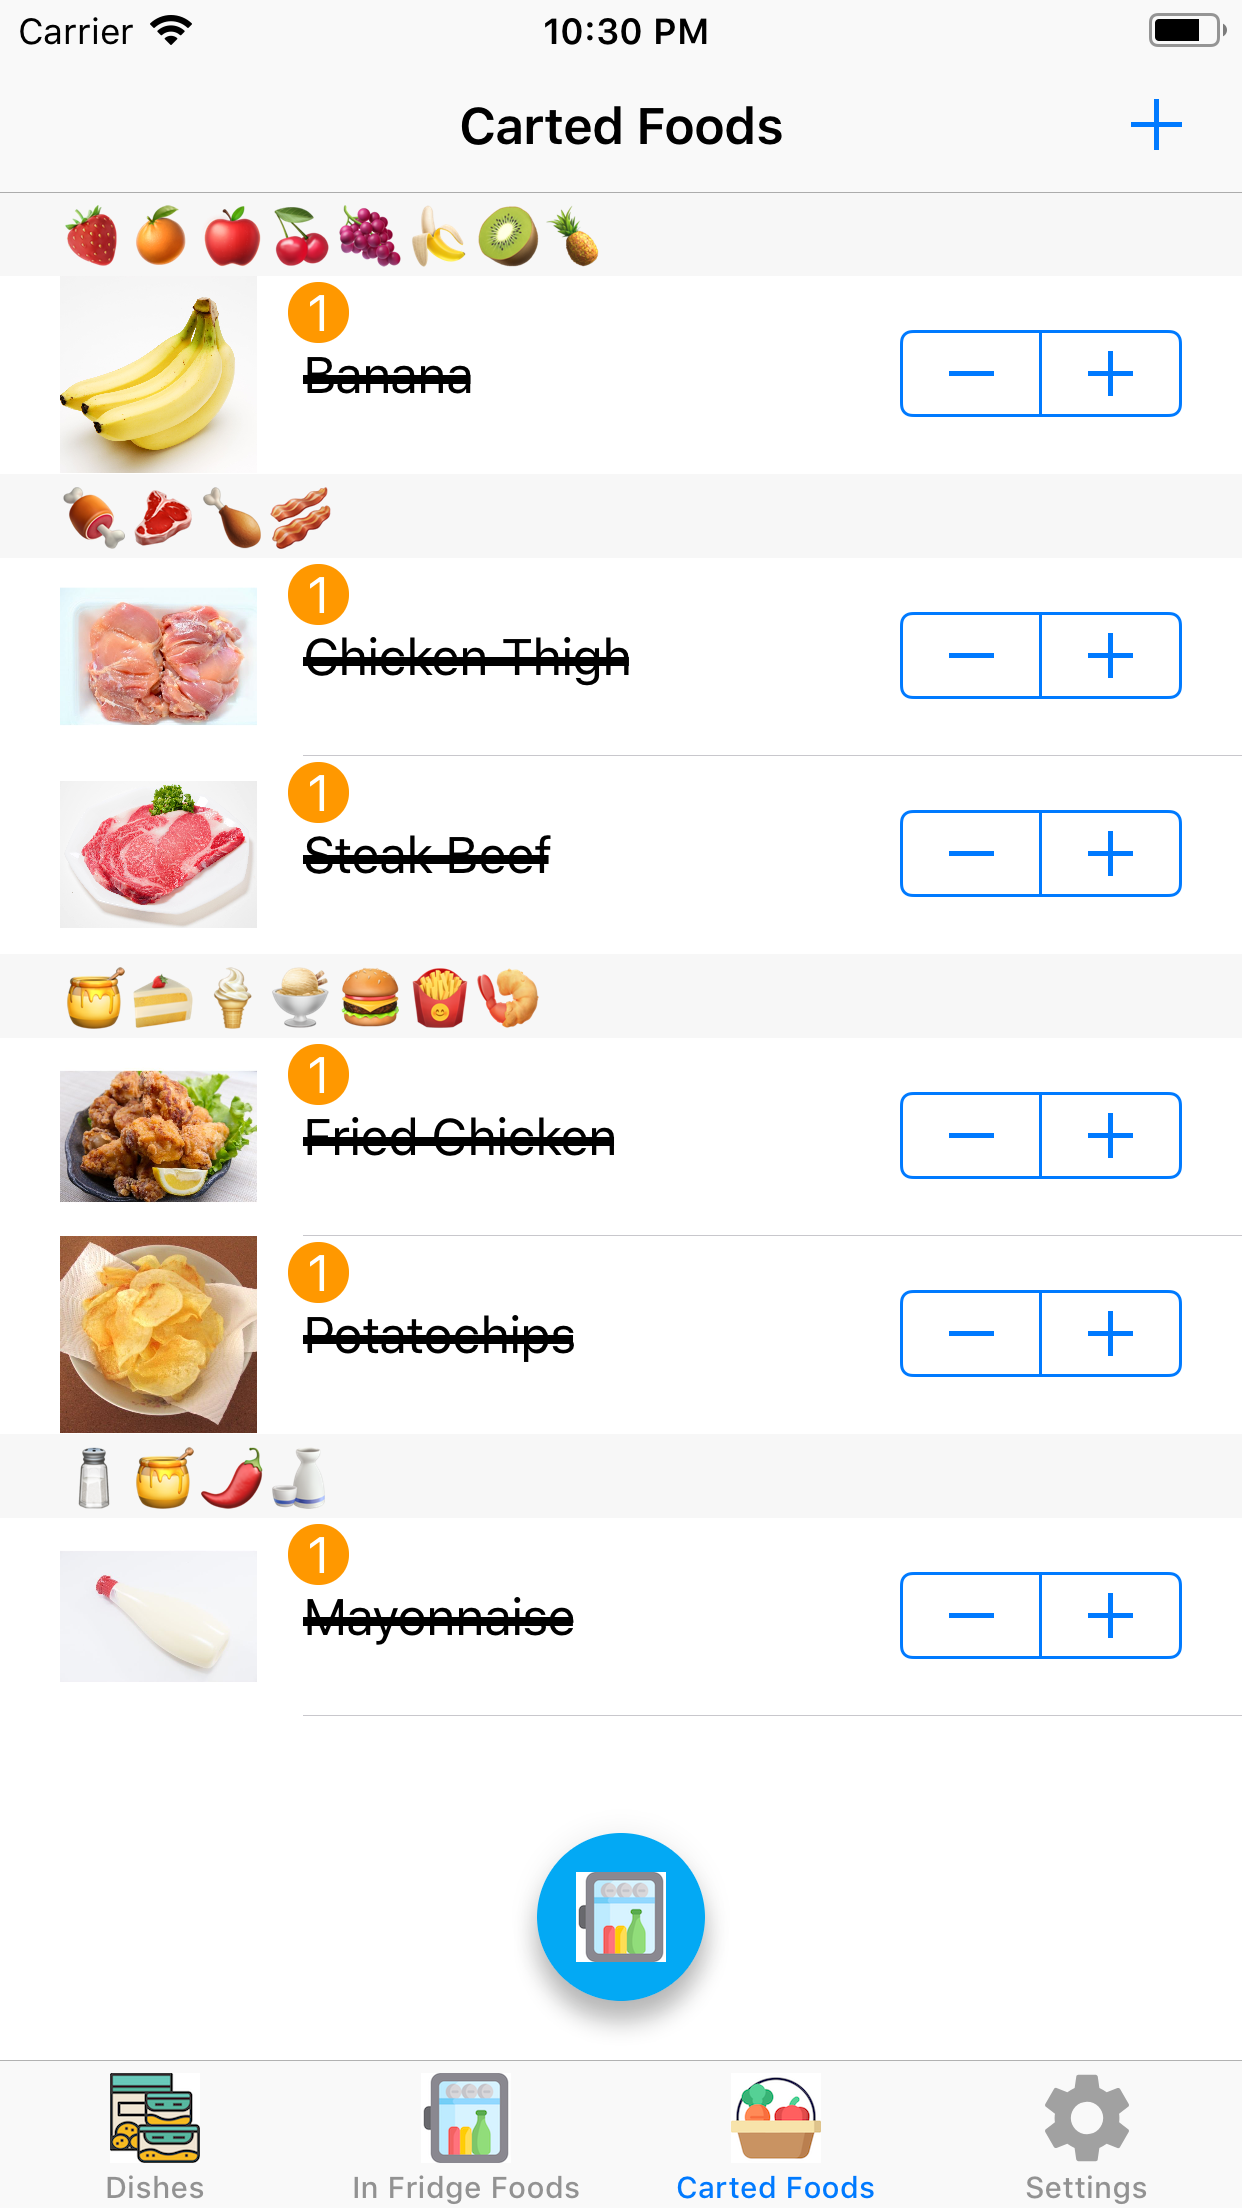 Carrier 10:30 PM
Carted Foods
1
Banana
1
Chicken Thigh
1
Steak Beef
1
Fried Chicken
1
Potatochips
1
Mayonnaise
Dishes In Fridge Foods Carted Foods Settings